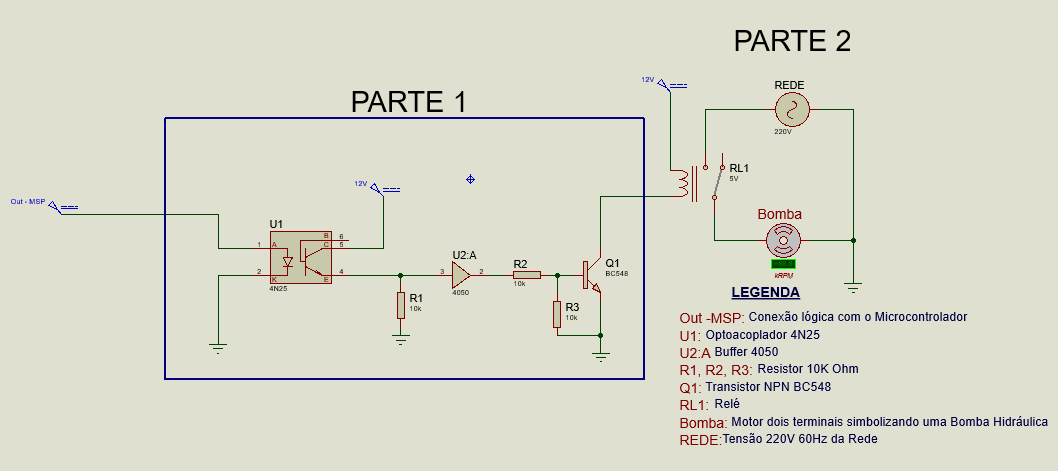 PARTE 2
PARTE 1
12V
REDE
220V
RL1
5V
12V
Out - MSP
Bomba
kRPM
U1
1
A
B
6
C
5
2
K
E
4
4N25
U2:A
3
2
4050
R2
10k
Q1
BC548
R1
10k
R3
10k
LEGENDA
Out -MSP: Conexão lógica com o Microcontrolador
U1: Optoacoplador 4N25
U2:A Buffer 4050
R1, R2, R3: Resistor 10K Ohm
Q1: Transistor NPN BC548
RL1: Relé
Bomba: Motor dois terminais simbolizando uma Bomba Hidráulica
REDE:Tensão 220V 60Hz da Rede